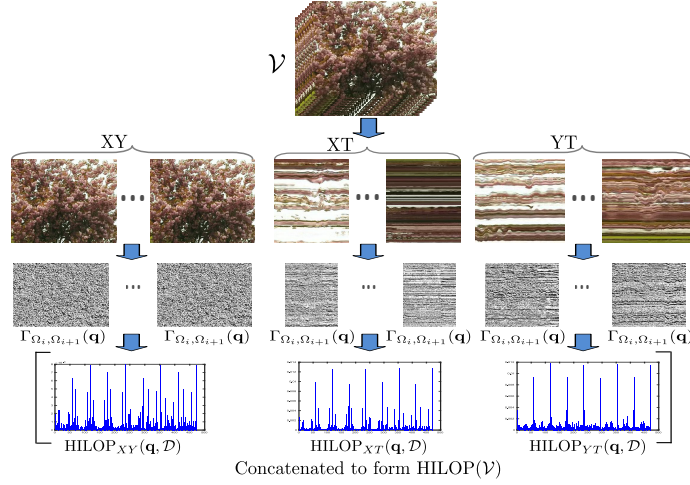 𝒱
XY
XT
YT
Γ_{Ω_i,Ω_{i+1}}(𝐪)
Γ_{Ω_i,Ω_{i+1}}(𝐪)
Γ_{Ω_i,Ω_{i+1}}(𝐪)
Γ_{Ω_i,Ω_{i+1}}(𝐪)
Γ_{Ω_i,Ω_{i+1}}(𝐪)
Γ_{Ω_i,Ω_{i+1}}(𝐪)
HILOP_{XY}(𝐪, 𝒟)
HILOP_{XT}(𝐪, 𝒟)
HILOP_{YT}(𝐪, 𝒟)
Concatenated to form HILOP(𝒱)